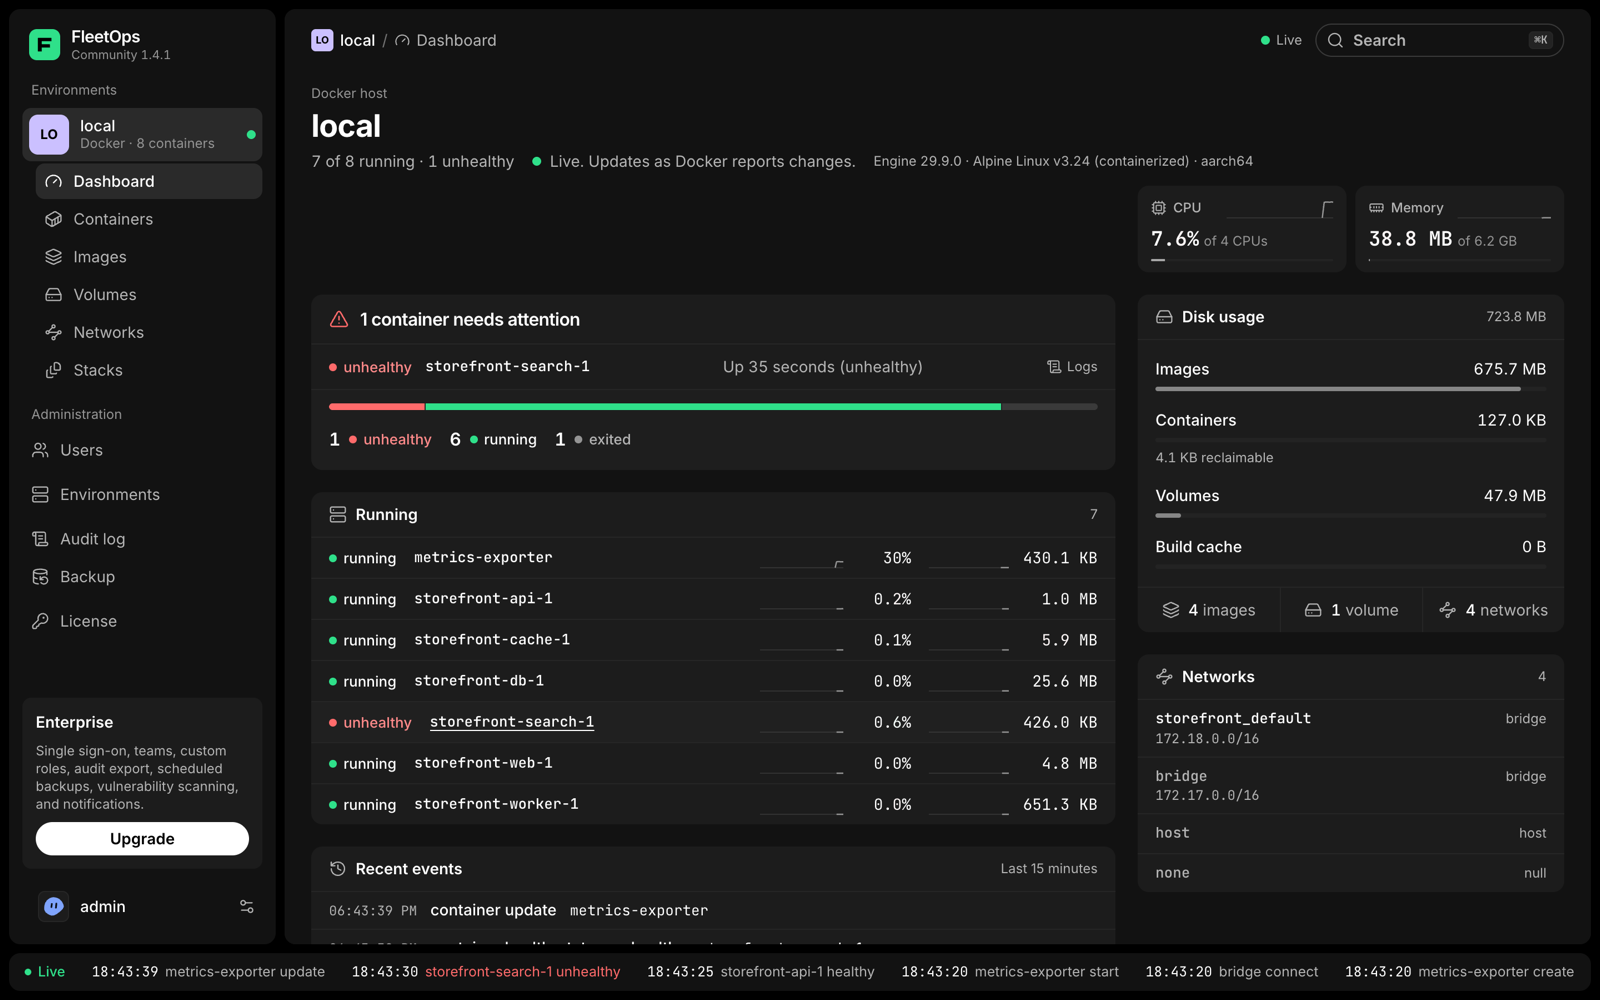 FleetOps
Community 1.4.1
Environments
LO
local
Docker · 8 containers
Dashboard
Containers
Images
Volumes
Networks
Stacks
Administration
Users
Environments
Audit log
Backup
License
Enterprise
Single sign-on, teams, custom
roles, audit export, scheduled
backups, vulnerability scanning,
and notifications.
Upgrade
admin
LO local / Dashboard
Live
Search ⌘K
Docker host
local
7 of 8 running · 1 unhealthy Live. Updates as Docker reports changes. Engine 29.9.0 · Alpine Linux v3.24 (containerized) · aarch64
CPU
7.6% of 4 CPUs
Memory
38.8 MB of 6.2 GB
1 container needs attention
unhealthy storefront-search-1 Up 35 seconds (unhealthy) Logs
1 unhealthy 6 running 1 exited
Running 7
running metrics-exporter 30% 430.1 KB
running storefront-api-1 0.2% 1.0 MB
running storefront-cache-1 0.1% 5.9 MB
running storefront-db-1 0.0% 25.6 MB
unhealthy storefront-search-1 0.6% 426.0 KB
running storefront-web-1 0.0% 4.8 MB
running storefront-worker-1 0.0% 651.3 KB
Recent events Last 15 minutes
06:43:39 PM container update metrics-exporter
Disk usage 723.8 MB
Images 675.7 MB
Containers 127.0 KB
4.1 KB reclaimable
Volumes 47.9 MB
Build cache 0 B
4 images 1 volume 4 networks
Networks 4
storefront_default bridge
172.18.0.0/16
bridge bridge
172.17.0.0/16
host host
none null
Live 18:43:39 metrics-exporter update 18:43:30 storefront-search-1 unhealthy 18:43:25 storefront-api-1 healthy 18:43:20 metrics-exporter start 18:43:20 bridge connect 18:43:20 metrics-exporter create